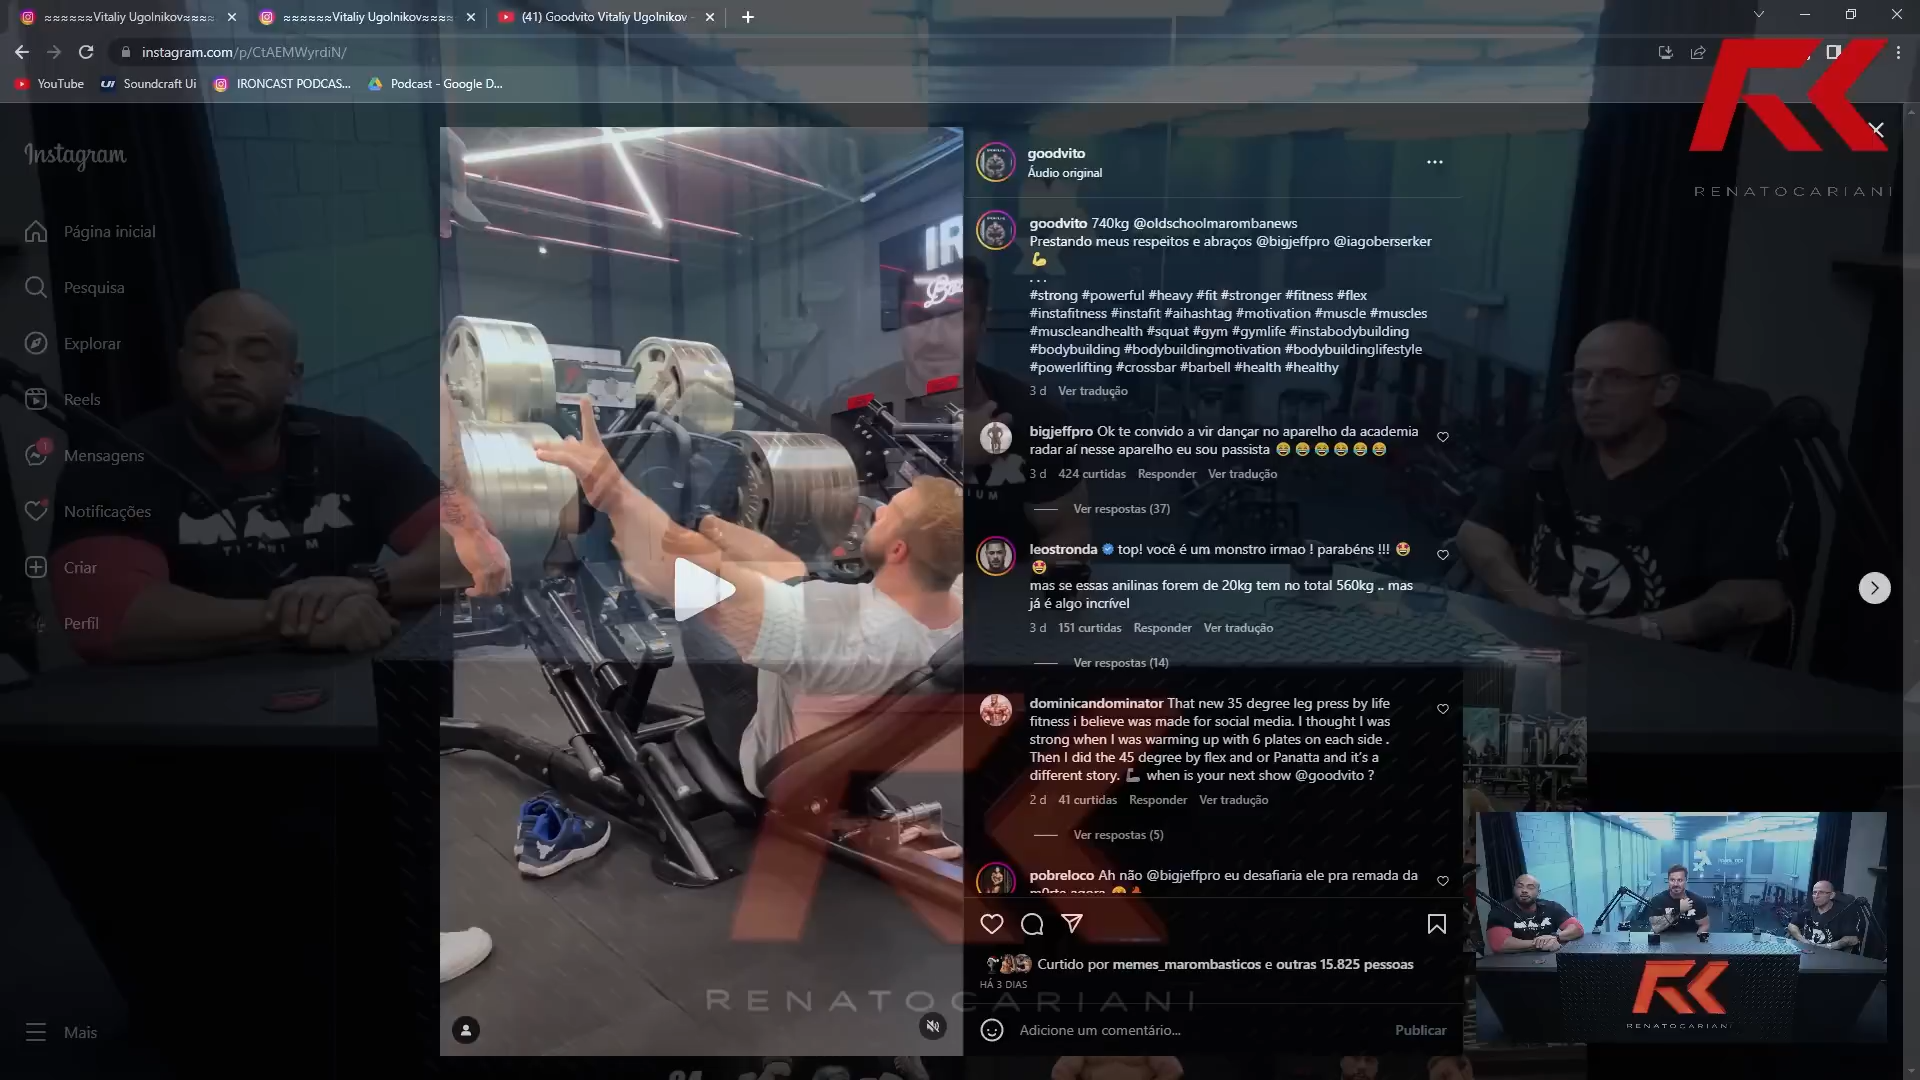 ≈≈≈≈≈≈Vitaliy Ugolnikov≈≈≈≈
≈≈≈≈≈≈Vitaliy Ugolnikov≈≈≈≈
(41) Goodvito Vitaliy Ugolnikov -
instagram.com/p/CtAEMWyrdiN/
YouTube
Soundcraft Ui
IRONCAST PODCAS...
Podcast - Google D...
RK
RENATOCARIANI
Instagram
Página inicial
Pesquisa
Explorar
Reels
1
Mensagens
Notificações
Criar
Perfil
Mais
MAX
TITANIUM
goodvito
Áudio original
goodvito 740kg @oldschoolmarombanews
Prestando meus respeitos e abraços @bigjeffpro @iagoberserker
💪
. . .
#strong #powerful #heavy #fit #stronger #fitness #flex
#instafitness #instafit #aihashtag #motivation #muscle #muscles
#muscleandhealth #squat #gym #gymlife #instabodybuilding
#bodybuilding #bodybuildingmotivation #bodybuildinglifestyle
#powerlifting #crossbar #barbell #health #healthy
3 d Ver tradução
bigjeffpro Ok te convido a vir dançar no aparelho da academia
radar aí nesse aparelho eu sou passista 😂😂😂😂😂😂
3 d 424 curtidas Responder Ver tradução
Ver respostas (37)
leostronda top! você é um monstro irmao ! parabéns !!! 🤩
🤩
mas se essas anilinas forem de 20kg tem no total 560kg .. mas
já é algo incrível
3 d 151 curtidas Responder Ver tradução
Ver respostas (14)
dominicandominator That new 35 degree leg press by life
fitness i believe was made for social media. I thought I was
strong when I was warming up with 6 plates on each side .
Then I did the 45 degree by flex and or Panatta and it's a
different story. 💪🏿 when is your next show @goodvito ?
2 d 41 curtidas Responder Ver tradução
Ver respostas (5)
pobreloco Ah não @bigjeffpro eu desafiaria ele pra remada da
m0rte agora
Curtido por memes_marombasticos e outras 15.825 pessoas
HÁ 3 DIAS
Adicione um comentário...
Publicar
RENATOCARIANI
RK
RENATOCARIANI